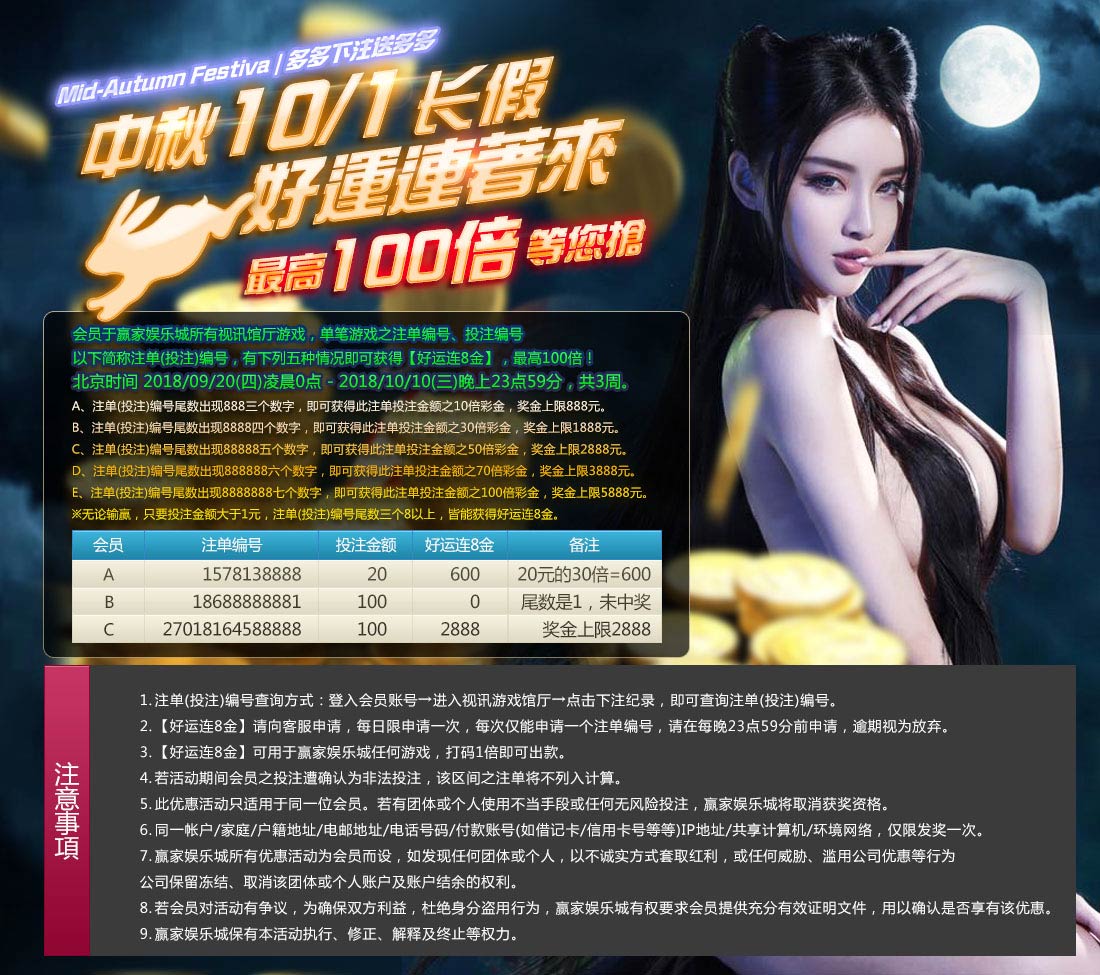 Mid-Autumn Festiva | 多多下注送多多
中秋10/1长假
好運連著來
最高100倍等您搶
会员于赢家娱乐城所有视讯馆厅游戏，单笔游戏之注单编号、投注编号
以下简称注单(投注)编号，有下列五种情况即可获得【好运连8金】，最高100倍！
北京时间 2018/09/20(四)凌晨0点 - 2018/10/10(三)晚上23点59分，共3周。
A、注单(投注)编号尾数出现888三个数字，即可获得此注单投注金额之10倍彩金，奖金上限888元。
B、注单(投注)编号尾数出现8888四个数字，即可获得此注单投注金额之30倍彩金，奖金上限1888元。
C、注单(投注)编号尾数出现88888五个数字，即可获得此注单投注金额之50倍彩金，奖金上限2888元。
D、注单(投注)编号尾数出现888888六个数字，即可获得此注单投注金额之70倍彩金，奖金上限3888元。
E、注单(投注)编号尾数出现8888888七个数字，即可获得此注单投注金额之100倍彩金，奖金上限5888元。
※无论输赢，只要投注金额大于1元，注单(投注)编号尾数三个8以上，皆能获得好运连8金。
会员 注单编号 投注金额 好运连8金 备注
A 1578138888 20 600 20元的30倍=600
B 18688888881 100 0 尾数是1，未中奖
C 27018164588888 100 2888 奖金上限2888
注意事項
1. 注单(投注)编号查询方式：登入会员账号→进入视讯游戏馆厅→点击下注纪录，即可查询注单(投注)编号。
2. 【好运连8金】请向客服申请，每日限申请一次，每次仅能申请一个注单编号，请在每晚23点59分前申请，逾期视为放弃。
3. 【好运连8金】可用于赢家娱乐城任何游戏，打码1倍即可出款。
4. 若活动期间会员之投注遭确认为非法投注，该区间之注单将不列入计算。
5. 此优惠活动只适用于同一位会员。若有团体或个人使用不当手段或任何无风险投注，赢家娱乐城将取消获奖资格。
6. 同一帐户/家庭/户籍地址/电邮地址/电话号码/付款账号(如借记卡/信用卡号等等)IP地址/共享计算机/环境网络，仅限发奖一次。
7. 赢家娱乐城所有优惠活动为会员而设，如发现任何团体或个人，以不诚实方式套取红利，或任何威胁、滥用公司优惠等行为
公司保留冻结、取消该团体或个人账户及账户结余的权利。
8. 若会员对活动有争议，为确保双方利益，杜绝身分盗用行为，赢家娱乐城有权要求会员提供充分有效证明文件，用以确认是否享有该优惠。
9. 赢家娱乐城保有本活动执行、修正、解释及终止等权力。